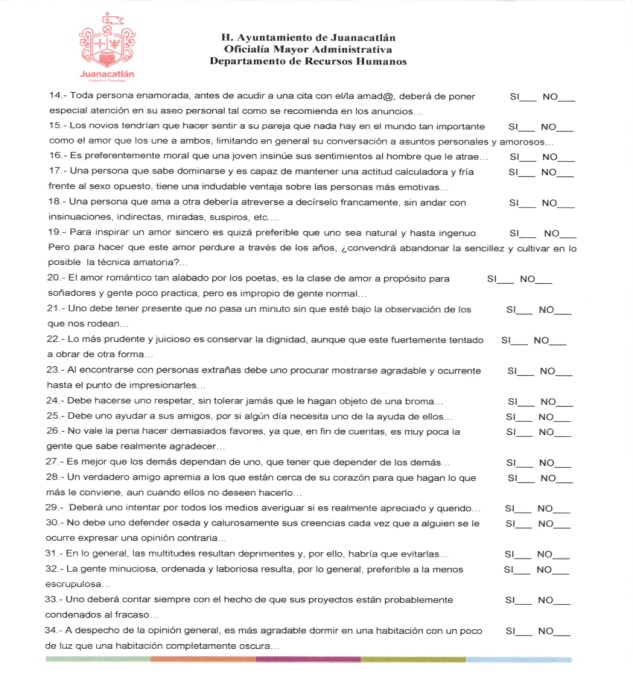 Juanacatlán
H. Ayuntamiento de Juanacatlán
Oficialía Mayor Administrativa
Departamento de Recursos Humanos
14.- Toda persona enamorada, antes de acudir a una cita con el/la amad@, deberá de poner SI___ NO___
especial atención en su aseo personal tal como se recomienda en los anuncios...
15.- Los novios tendrían que hacer sentir a su pareja que nada hay en el mundo tan importante SI___ NO___
como el amor que los une a ambos, limitando en general su conversación a asuntos personales y amorosos...
16.- Es preferentemente moral que una joven insinúe sus sentimientos al hombre que le atrae... SI___ NO___
17.- Una persona que sabe dominarse y es capaz de mantener una actitud calculadora y fría SI___ NO___
frente al sexo opuesto, tiene una indudable ventaja sobre las personas más emotivas...
18.- Una persona que ama a otra debería atreverse a decírselo francamente, sin andar con SI___ NO___
insinuaciones, indirectas, miradas, suspiros, etc....
19.- Para inspirar un amor sincero es quizá preferible que uno sea natural y hasta ingenuo. SI___ NO___
Pero para hacer que este amor perdure a través de los años, ¿convendrá abandonar la sencillez y cultivar en lo
posible la técnica amatoria?...
20.- El amor romántico tan alabado por los poetas, es la clase de amor a propósito para SI___ NO___
soñadores y gente poco practica, pero es impropio de gente normal...
21.- Uno debe tener presente que no pasa un minuto sin que esté bajo la observación de los SI___ NO___
que nos rodean...
22.- Lo más prudente y juicioso es conservar la dignidad, aunque que este fuertemente tentado SI___ NO___
a obrar de otra forma...
23.- Al encontrarse con personas extrañas debe uno procurar mostrarse agradable y ocurrente SI___ NO___
hasta el punto de impresionarles...
24.- Debe hacerse uno respetar, sin tolerar jamás que le hagan objeto de una broma... SI___ NO___
25.- Debe uno ayudar a sus amigos, por si algún día necesita uno de la ayuda de ellos... SI___ NO___
26.- No vale la pena hacer demasiados favores, ya que, en fin de cuentas, es muy poca la SI___ NO___
gente que sabe realmente agradecer...
27.- Es mejor que los demás dependan de uno, que tener que depender de los demás... SI___ NO___
28.- Un verdadero amigo apremia a los que están cerca de su corazón para que hagan lo que SI___ NO___
más le conviene, aun cuando ellos no deseen hacerlo...
29.- Deberá uno intentar por todos los medios averiguar si es realmente apreciado y querido... SI___ NO___
30.- No debe uno defender osada y calurosamente sus creencias cada vez que a alguien se le SI___ NO___
ocurre expresar una opinión contraria...
31.- En lo general, las multitudes resultan deprimentes y, por ello, habría que evitarlas... SI___ NO___
32.- La gente minuciosa, ordenada y laboriosa resulta, por lo general, preferible a la menos SI___ NO___
escrupulosa...
33.- Uno deberá contar siempre con el hecho de que sus proyectos están probablemente SI___ NO___
condenados al fracaso...
34.- A despecho de la opinión general, es más agradable dormir en una habitación con un poco SI___ NO___
de luz que una habitación completamente oscura...